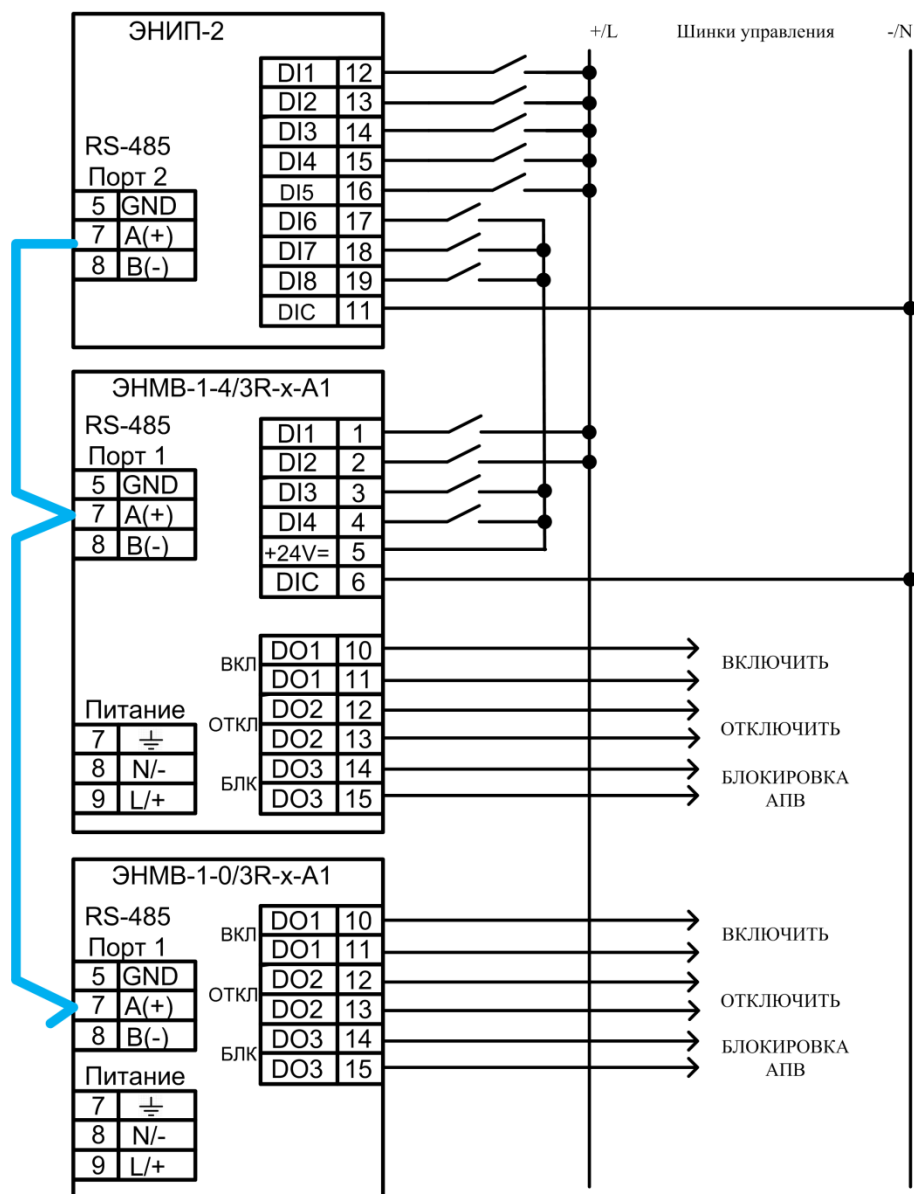 ЭНИП-2
+/L Шинки управления -/N
DI1 12
DI2 13
DI3 14
DI4 15
DI5 16
DI6 17
DI7 18
DI8 19
DIC 11
RS-485
Порт 2
5 GND
7 A(+)
8 B(-)
ЭНМВ-1-4/3R-x-A1
RS-485
Порт 1
5 GND
7 A(+)
8 B(-)
DI1 1
DI2 2
DI3 3
DI4 4
+24V= 5
DIC 6
ВКЛ
DO1 10
DO1 11
ВКЛЮЧИТЬ
ОТКЛ
DO2 12
DO2 13
ОТКЛЮЧИТЬ
БЛК
DO3 14
DO3 15
БЛОКИРОВКА
АПВ
Питание
7
8 N/-
9 L/+
ЭНМВ-1-0/3R-x-A1
RS-485
Порт 1
5 GND
7 A(+)
8 B(-)
ВКЛ
DO1 10
DO1 11
ВКЛЮЧИТЬ
ОТКЛ
DO2 12
DO2 13
ОТКЛЮЧИТЬ
БЛК
DO3 14
DO3 15
БЛОКИРОВКА
АПВ
Питание
7
8 N/-
9 L/+